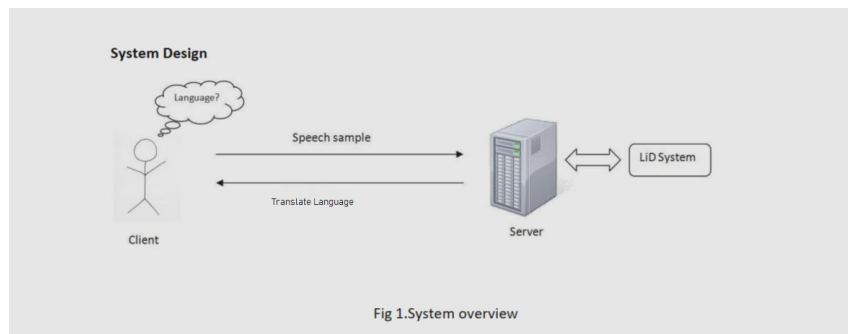 System Design
Language?
Speech sample
LiD System
Translate Language
Server
Client
Fig 1.System overview